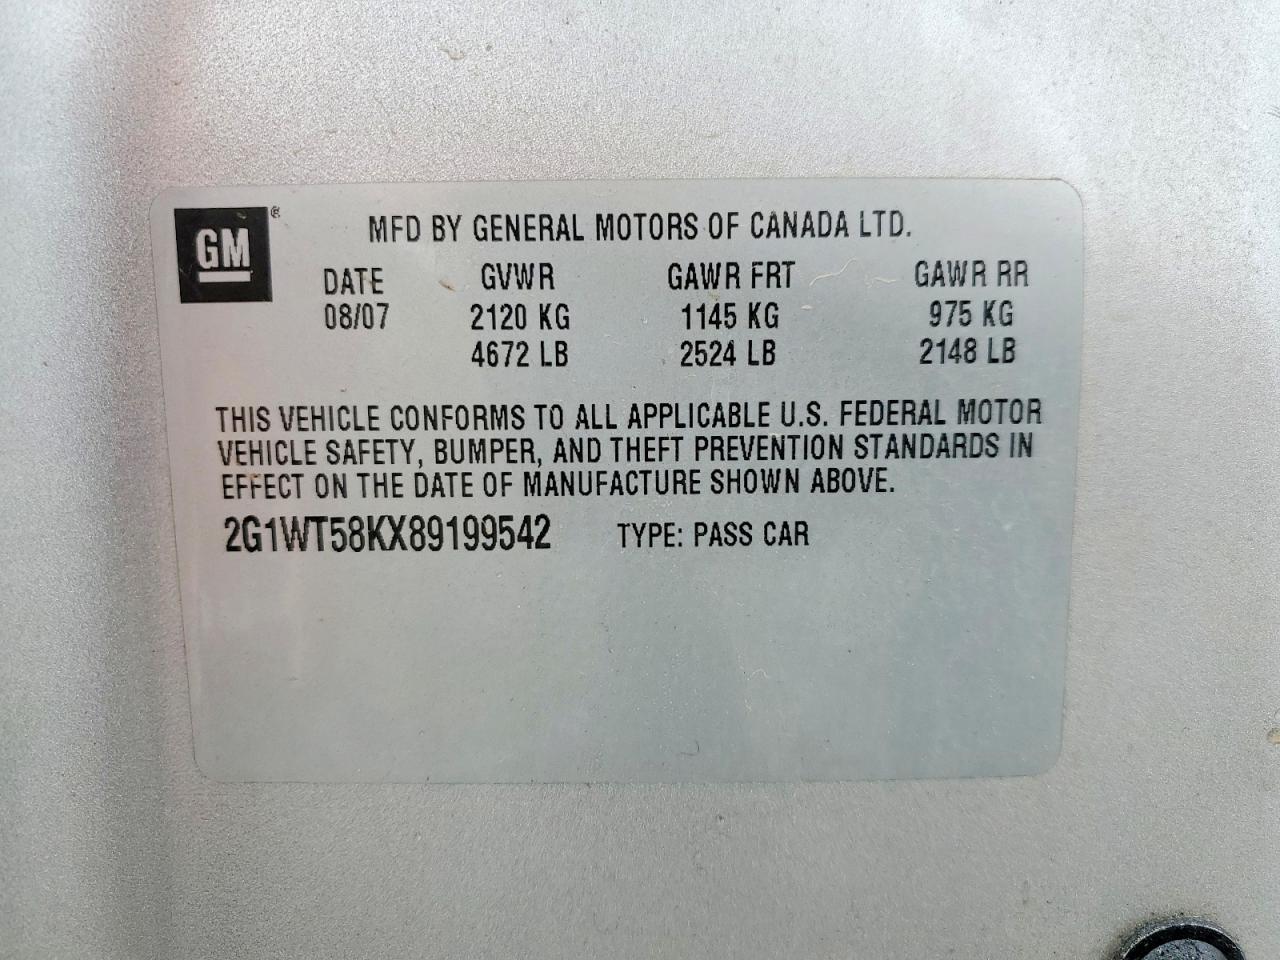 GM®
MFD BY GENERAL MOTORS OF CANADA LTD.
DATE GVWR GAWR FRT GAWR RR
08/07 2120 KG 1145 KG 975 KG
4672 LB 2524 LB 2148 LB
THIS VEHICLE CONFORMS TO ALL APPLICABLE U.S. FEDERAL MOTOR
VEHICLE SAFETY, BUMPER, AND THEFT PREVENTION STANDARDS IN
EFFECT ON THE DATE OF MANUFACTURE SHOWN ABOVE.
2G1WT58KX89199542 TYPE: PASS CAR